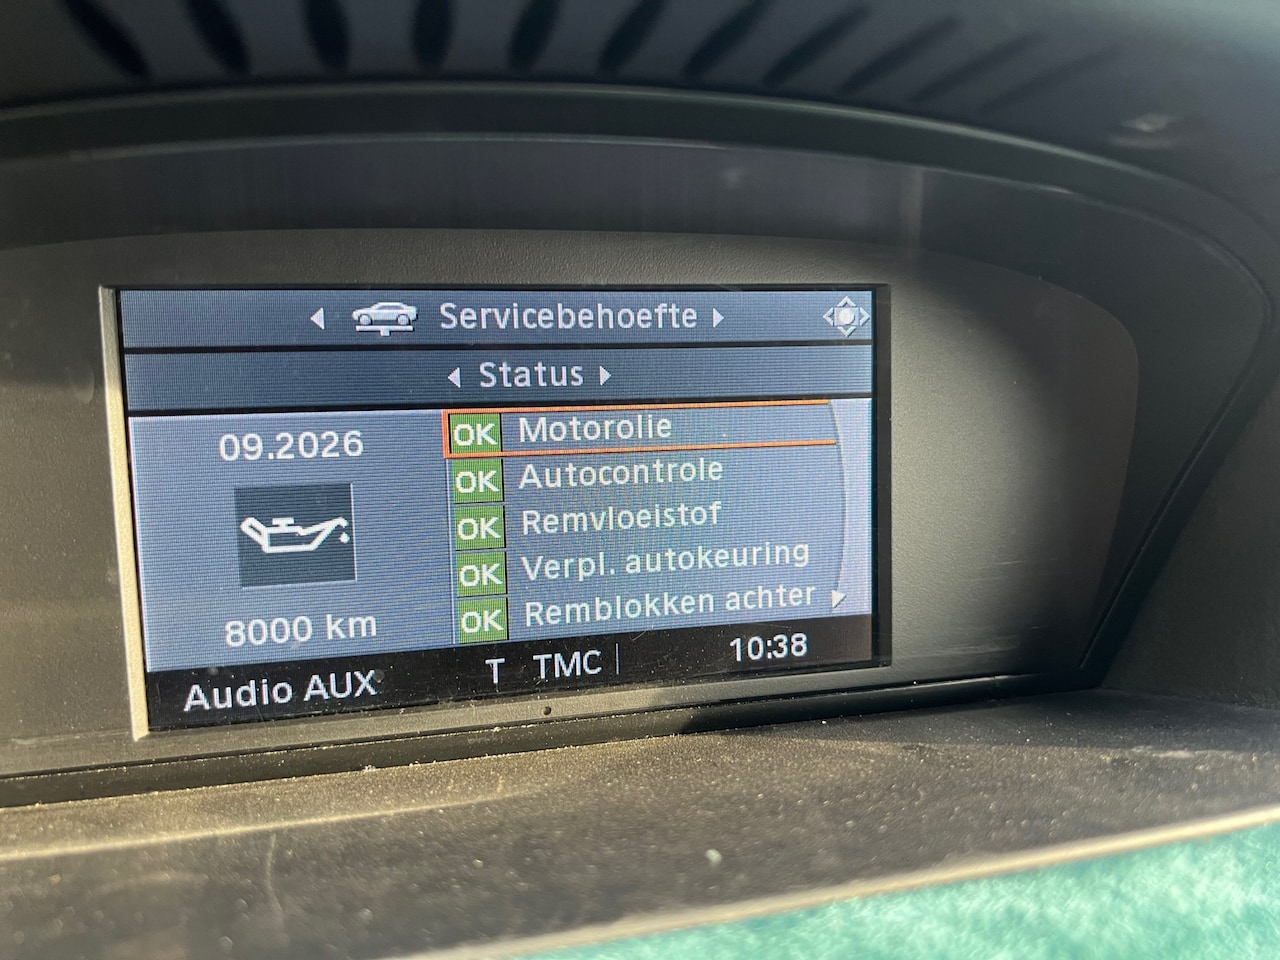 Servicebehoefte
Status
09.2026
8000 km
OK Motorolie
OK Autocontrole
OK Remvloeistof
OK Verpl. autokeuring
OK Remblokken achter
Audio AUX T TMC 10:38